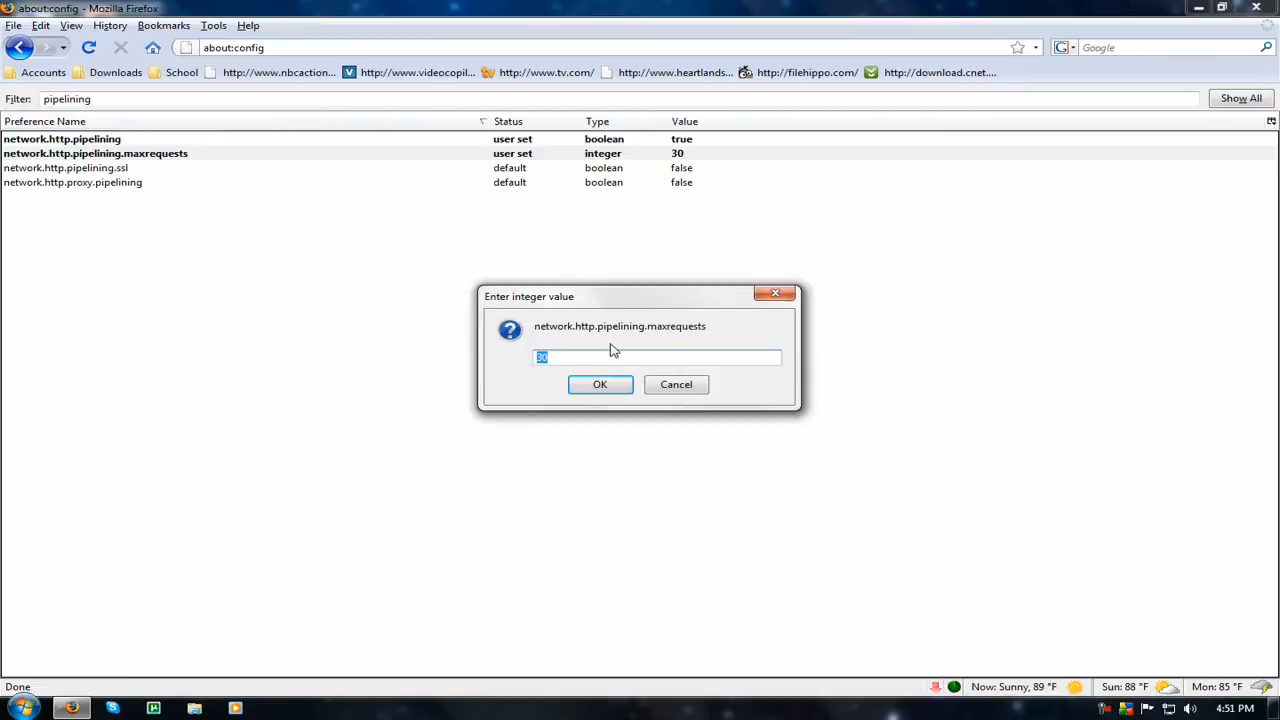 about:config - Mozilla Firefox
File Edit View History Bookmarks Tools Help
about:config
Google
Accounts Downloads School http://www.nbcaction... http://www.videocopil... http://www.tv.com/ http://www.heartlands... http://filehippo.com/ http://download.cnet....
Filter: pipelining Show All
Preference Name Status Type Value
network.http.pipelining user set boolean true
network.http.pipelining.maxrequests user set integer 30
network.http.pipelining.ssl default boolean false
network.http.proxy.pipelining default boolean false
Enter integer value
network.http.pipelining.maxrequests
30
OK Cancel
Done Now: Sunny, 89 °F Sun: 88 °F Mon: 85 °F
4:51 PM